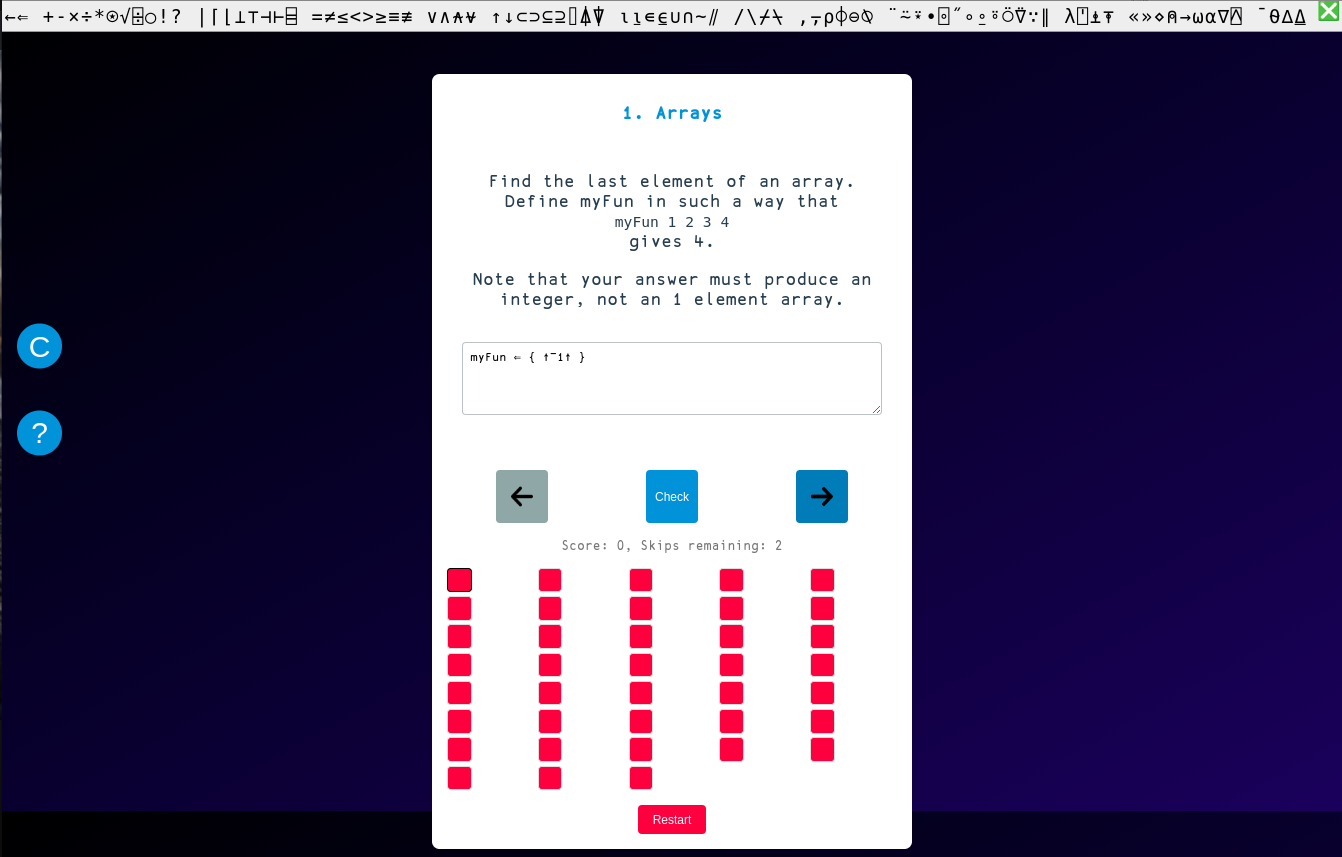 ←⇐ +-×÷*⍟√⌹○!? |⌈⌊⊥⊤⊣⊢⌸ =≠≤<>≥≡≢ ∨∧⍲⍱ ↑↓⊂⊃⊆⊇⌷⍋⍒ ⍳⍸∊⍷∪∩~⫽ /\⌿⍀ ,⍪⍴⌽⊖⍉ ¨⍨⍣•⌻˝∘⍛⍤⍥⍢∵∥ λ⍞⍎⍕ «»⋄⍝→⍵⍺∇⍓ ¯⍬∆⍙
1. Arrays
Find the last element of an array.
Define myFun in such a way that
myFun 1 2 3 4
gives 4.
Note that your answer must produce an
integer, not an 1 element array.
C
myFun ⇐ { ↑¯1↑ }
?
Check
Score: 0, Skips remaining: 2
Restart